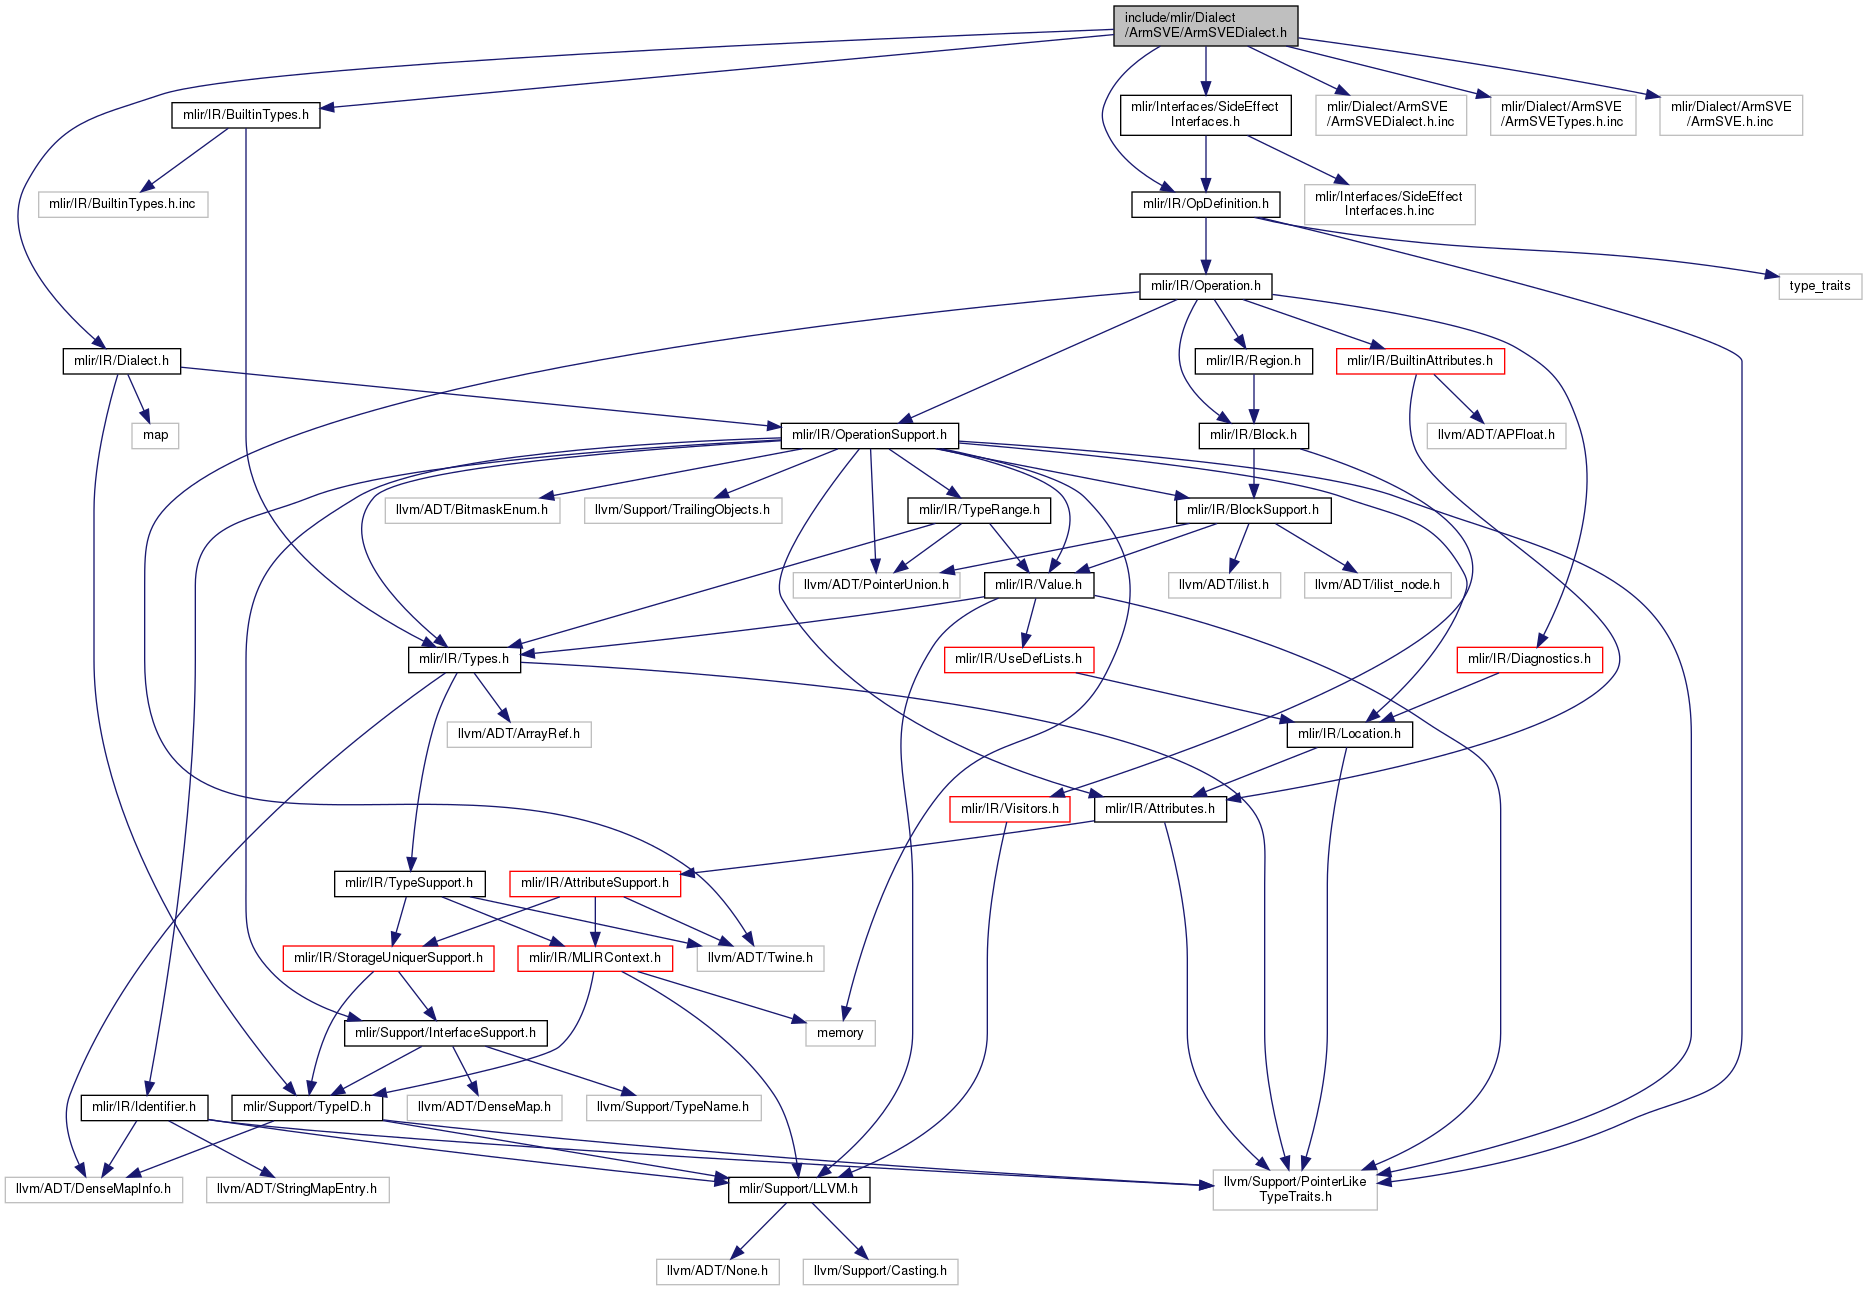 include/mlir/Dialect
/ArmSVE/ArmSVEDialect.h
mlir/IR/BuiltinTypes.h
mlir/Interfaces/SideEffect
Interfaces.h
mlir/Dialect/ArmSVE
/ArmSVEDialect.h.inc
mlir/Dialect/ArmSVE
/ArmSVETypes.h.inc
mlir/Dialect/ArmSVE
/ArmSVE.h.inc
mlir/IR/BuiltinTypes.h.inc
mlir/IR/OpDefinition.h
mlir/Interfaces/SideEffect
Interfaces.h.inc
mlir/IR/Operation.h
type_traits
mlir/IR/Dialect.h
mlir/IR/Region.h
mlir/IR/BuiltinAttributes.h
map
mlir/IR/OperationSupport.h
mlir/IR/Block.h
llvm/ADT/APFloat.h
llvm/ADT/BitmaskEnum.h
llvm/Support/TrailingObjects.h
mlir/IR/TypeRange.h
mlir/IR/BlockSupport.h
llvm/ADT/PointerUnion.h
mlir/IR/Value.h
llvm/ADT/ilist.h
llvm/ADT/ilist_node.h
mlir/IR/Types.h
mlir/IR/UseDefLists.h
mlir/IR/Diagnostics.h
llvm/ADT/ArrayRef.h
mlir/IR/Location.h
mlir/IR/Visitors.h
mlir/IR/Attributes.h
mlir/IR/TypeSupport.h
mlir/IR/AttributeSupport.h
mlir/IR/StorageUniquerSupport.h
mlir/IR/MLIRContext.h
llvm/ADT/Twine.h
mlir/Support/InterfaceSupport.h
memory
mlir/IR/Identifier.h
mlir/Support/TypeID.h
llvm/ADT/DenseMap.h
llvm/Support/TypeName.h
llvm/ADT/DenseMapInfo.h
llvm/ADT/StringMapEntry.h
mlir/Support/LLVM.h
llvm/Support/PointerLike
TypeTraits.h
llvm/ADT/None.h
llvm/Support/Casting.h